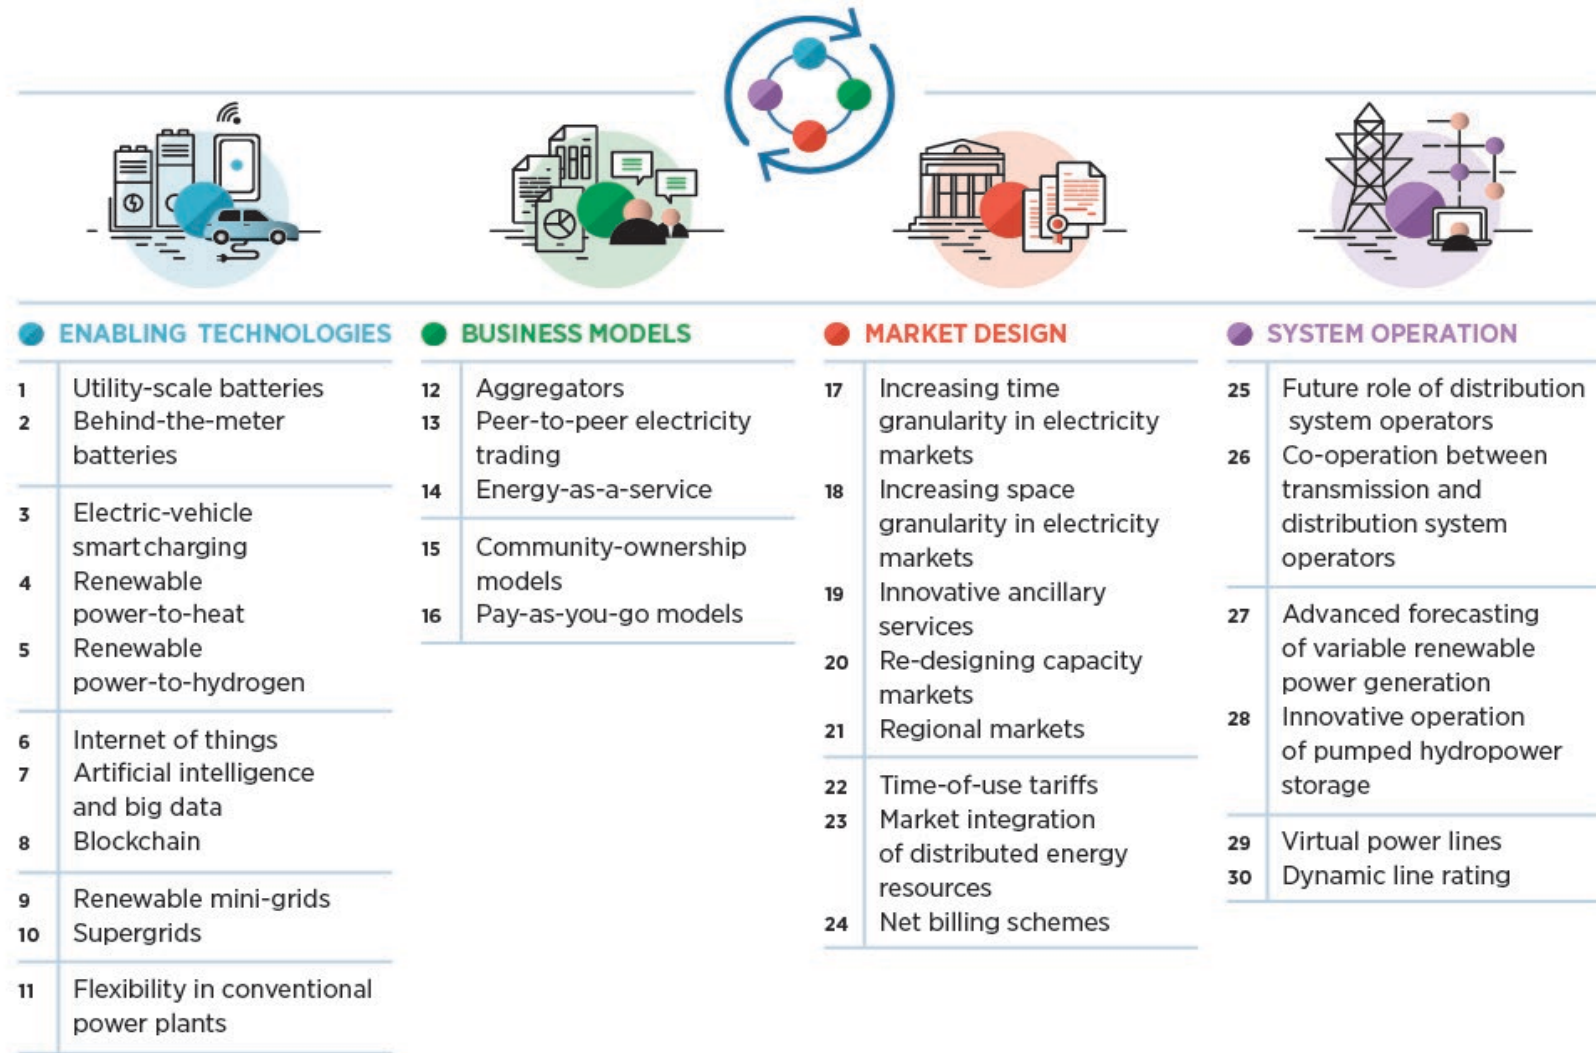 ENABLING TECHNOLOGIES
1 Utility-scale batteries
2 Behind-the-meter
batteries
3 Electric-vehicle
smart charging
4 Renewable
power-to-heat
5 Renewable
power-to-hydrogen
6 Internet of things
7 Artificial intelligence
and big data
8 Blockchain
9 Renewable mini-grids
10 Supergrids
11 Flexibility in conventional
power plants
BUSINESS MODELS
12 Aggregators
13 Peer-to-peer electricity
trading
14 Energy-as-a-service
15 Community-ownership
models
16 Pay-as-you-go models
MARKET DESIGN
17 Increasing time
granularity in electricity
markets
18 Increasing space
granularity in electricity
markets
19 Innovative ancillary
services
20 Re-designing capacity
markets
21 Regional markets
22 Time-of-use tariffs
23 Market integration
of distributed energy
resources
24 Net billing schemes
SYSTEM OPERATION
25 Future role of distribution
system operators
26 Co-operation between
transmission and
distribution system
operators
27 Advanced forecasting
of variable renewable
power generation
28 Innovative operation
of pumped hydropower
storage
29 Virtual power lines
30 Dynamic line rating